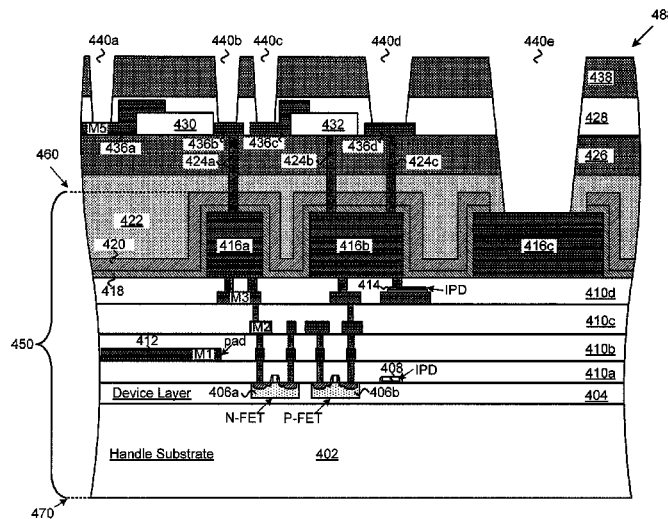 440a 440b 440c 440d 440e 48
438
430 432 428
M5
436a 436b 436c 436d
424a 424b 424c 426
460
422
416a 416b 416c
420
418
414 IPD
M3 410d
M2 410c
450
412 pad
M1 410b
408 IPD 410a
Device Layer 406a 406b 404
N-FET P-FET
Handle Substrate 402
470